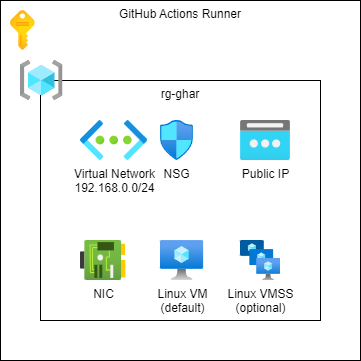 GitHub Actions Runner
rg-ghar
Virtual Network
192.168.0.0/24
NSG
Public IP
NIC
Linux VM
(default)
Linux VMSS
(optional)